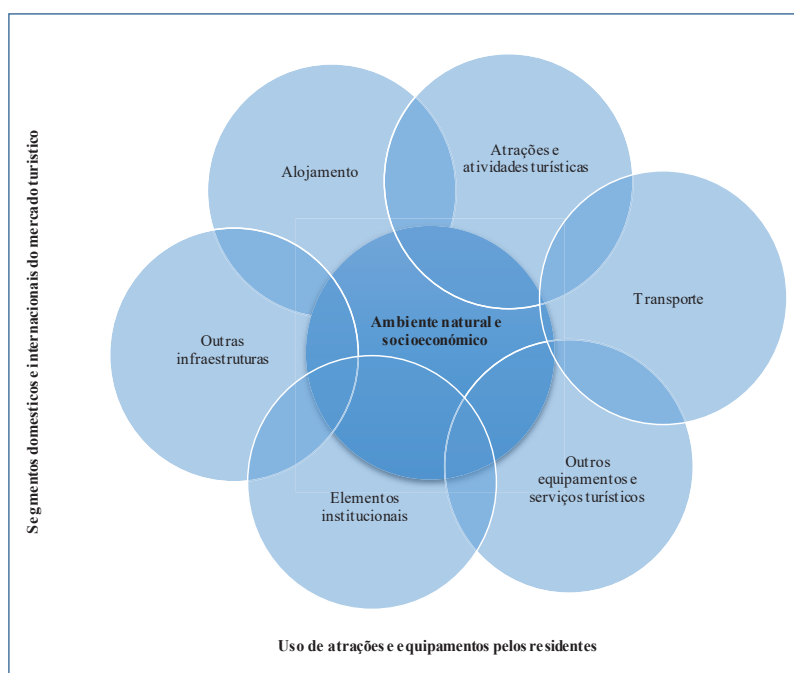 Segmentos domesticos e internacionais do mercado turístico
Alojamento
Atrações e
atividades turísticas
Transporte
Ambiente natural e
socioeconómico
Outras
infraestruturas
Outros
equipamentos e
serviços turísticos
Elementos
institucionais
Uso de atrações e equipamentos pelos residentes